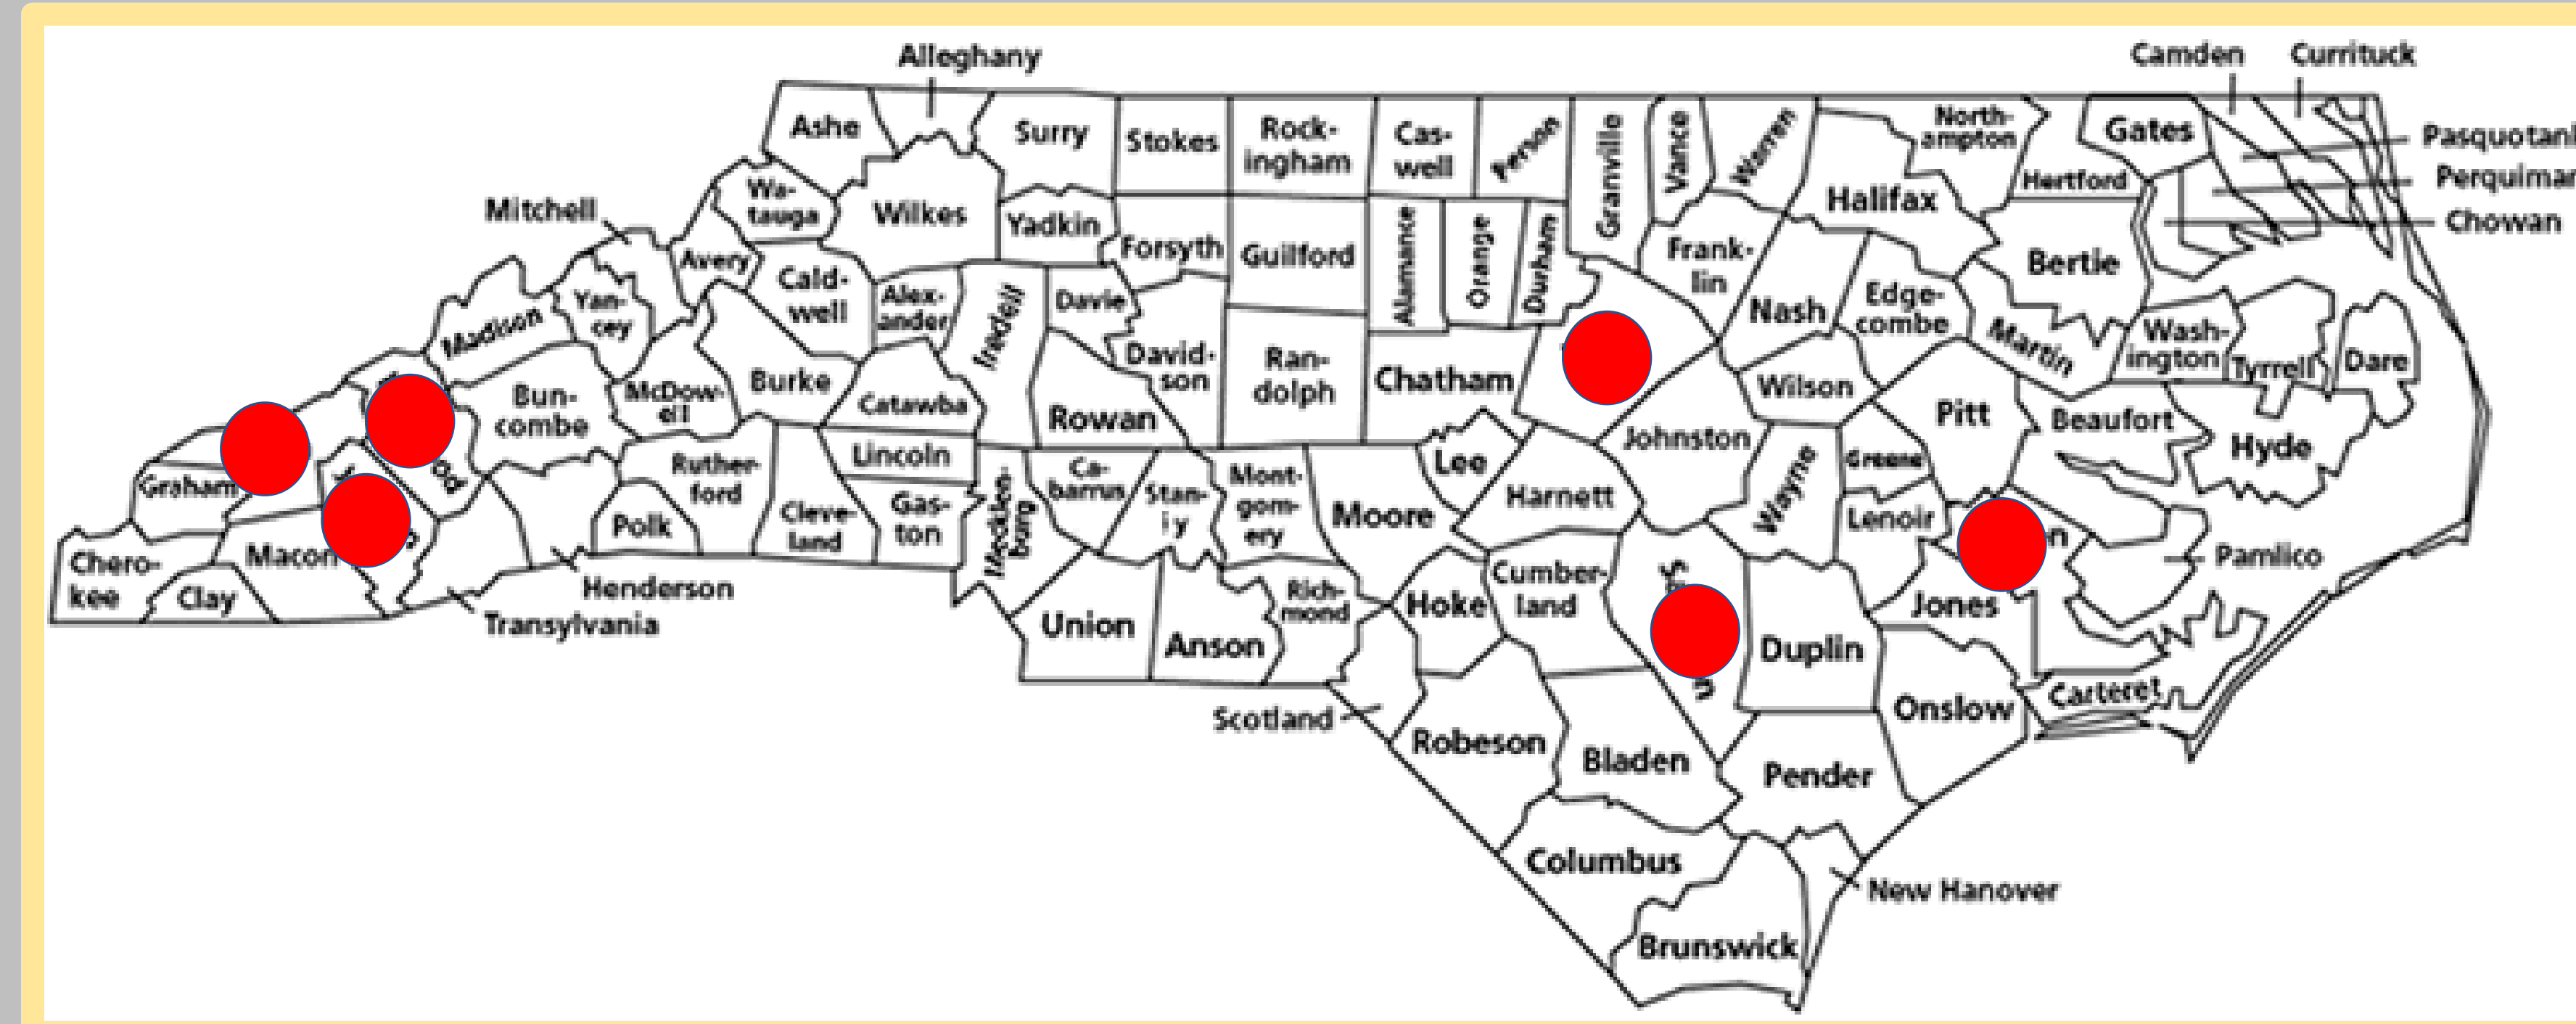 Alleghany
Camden
Currituck
Ashe
Surry
Stokes
Rock-
ingham
Cas-
well
Person
Granville
Vance
Warren
North-
ampton
Gates
Pasquotank
Perquiman
Hertford
Halifax
Chowan
Mitchell
Wa-
tauga
Wilkes
Yadkin
Forsyth
Guilford
Alamance
Orange
Durham
Frank-
lin
Bertie
Avery
Cald-
well
Alex-
ander
Iredell
Davie
Nash
Edge-
combe
Martin
Wash-
ington
Tyrrell
Dare
Madison
Yan-
cey
McDow-
ell
Burke
Catawba
David-
son
Ran-
dolph
Chatham
Wilson
Pitt
Beaufort
Hyde
Bun-
combe
Rowan
Johnston
Greene
Wayne
Lenoir
Lee
Harnett
Lincoln
Ruther-
ford
Polk
Cleve-
land
Gas-
ton
Mecklen-
burg
Ca-
barrus
Stan-
ly
Mont-
gom-
ery
Moore
Graham
od
Macon
Chero-
kee
Clay
Henderson
Transylvania
Union
Anson
Rich-
mond
Hoke
Cumber-
land
n
Pamlico
Jones
Duplin
Onslow
Carteret
Scotland
Robeson
Bladen
Pender
Columbus
New Hanover
Brunswick